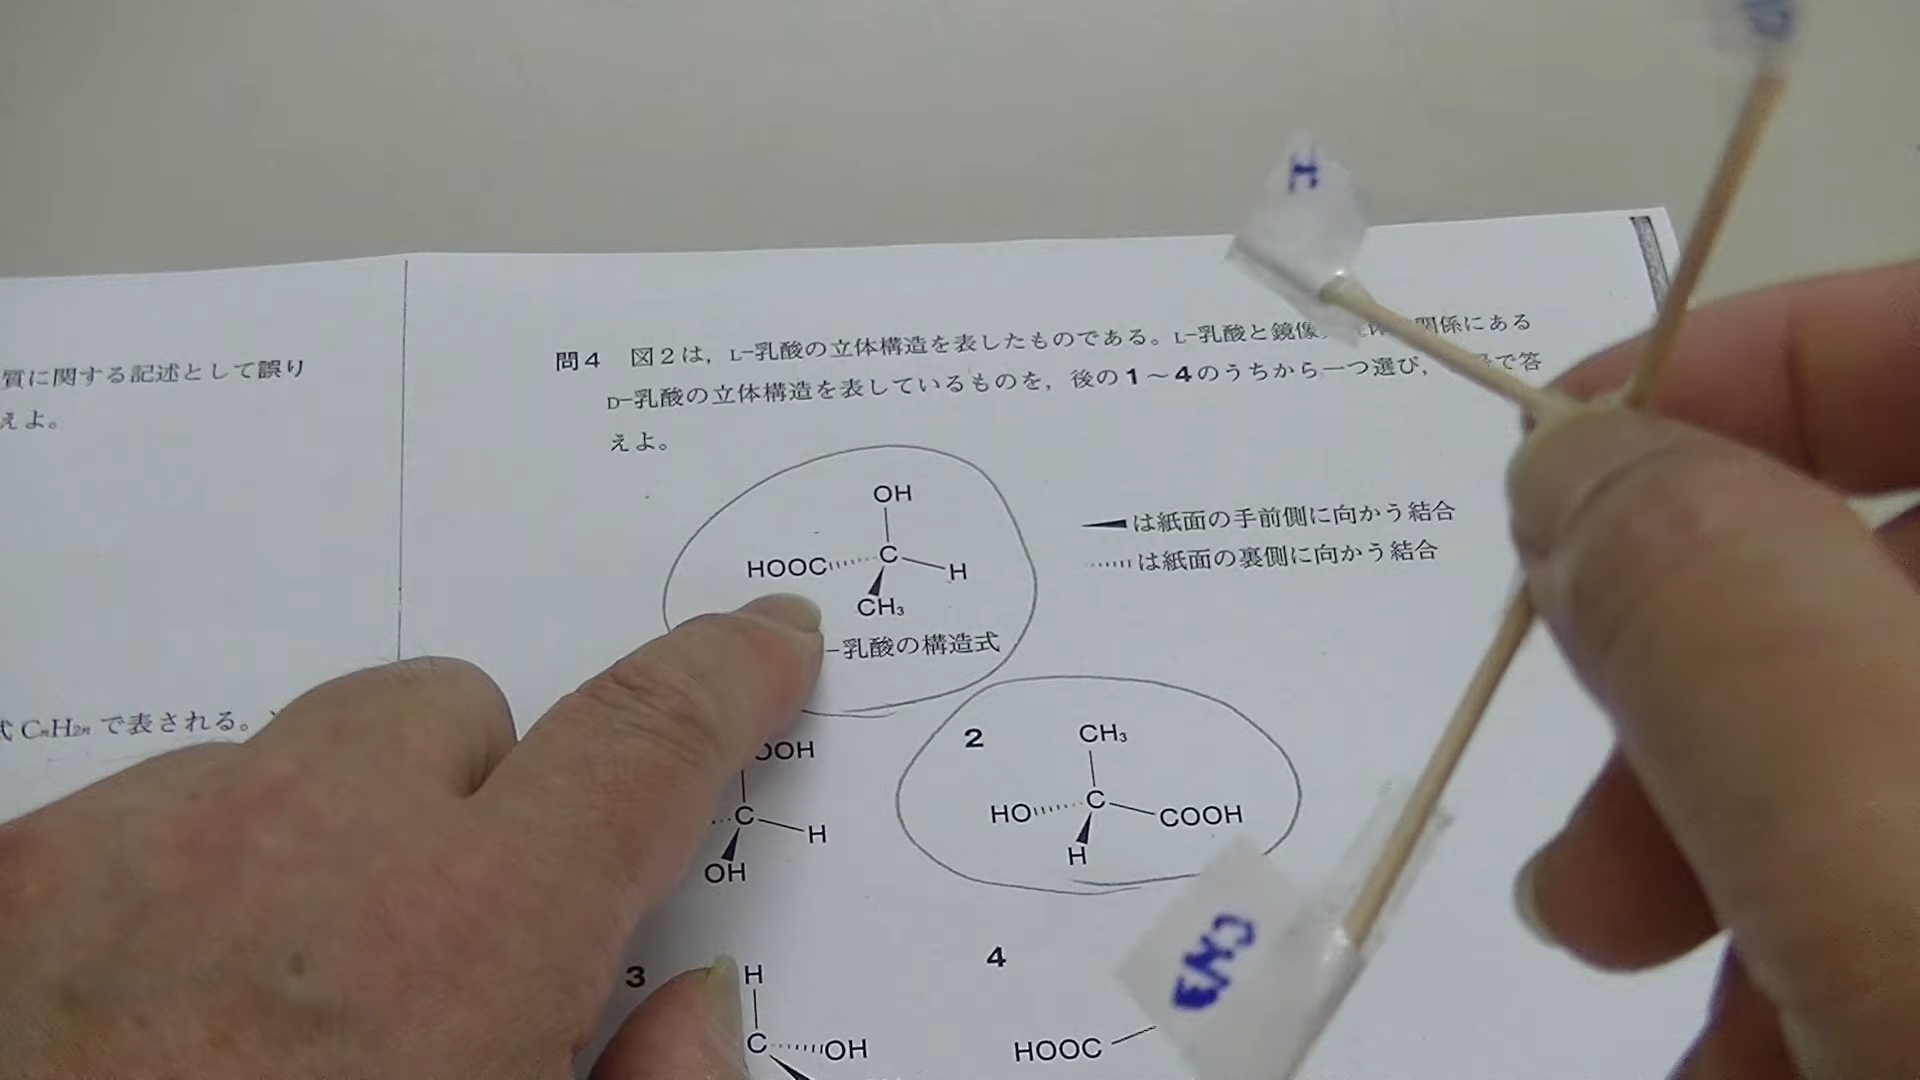 質に関する記述として誤り
えよ。
式 CnH2n で表される。
問4 図2は，L−乳酸の立体構造を表したものである。L−乳酸と鏡像 関係にある
D−乳酸の立体構造を表しているものを，後の1〜4のうちから一つ選び， で答
えよ。
OH
HOOC C H
CH3
は紙面の手前側に向かう結合
は紙面の裏側に向かう結合
−乳酸の構造式
OOH
C H
OH
2
CH3
HO C COOH
H
3
H
C OH
4
HOOC
H
CH3